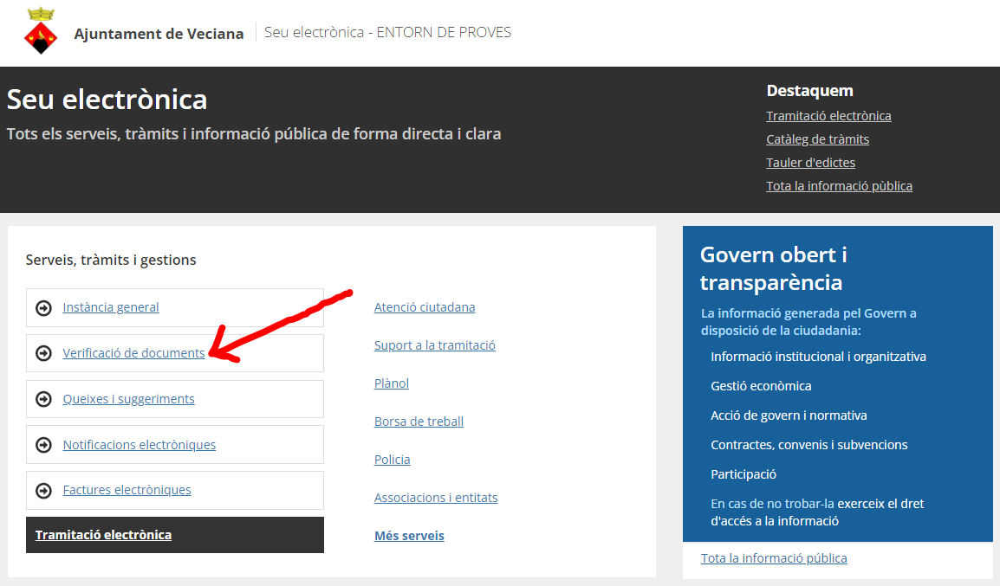 Ajuntament de Veciana
Seu electrònica - ENTORN DE PROVES
Seu electrònica
Tots els serveis, tràmits i informació pública de forma directa i clara
Destaquem
Tramitació electrònica
Catàleg de tràmits
Tauler d'edictes
Tota la informació pùblica
Serveis, tràmits i gestions
Instància general
Verificació de documents
Queixes i suggeriments
Notificacions electròniques
Factures electròniques
Tramitació electrònica
Atenció ciutadana
Suport a la tramitació
Plànol
Borsa de treball
Policia
Associacions i entitats
Més serveis
Govern obert i
transparència
La informació generada pel Govern a
disposició de la ciudadania:
Informació institucional i organitzativa
Gestió econòmica
Acció de govern i normativa
Contractes, convenis i subvencions
Participació
En cas de no trobar-la exerceix el dret
d'accés a la informació
Tota la informació pública